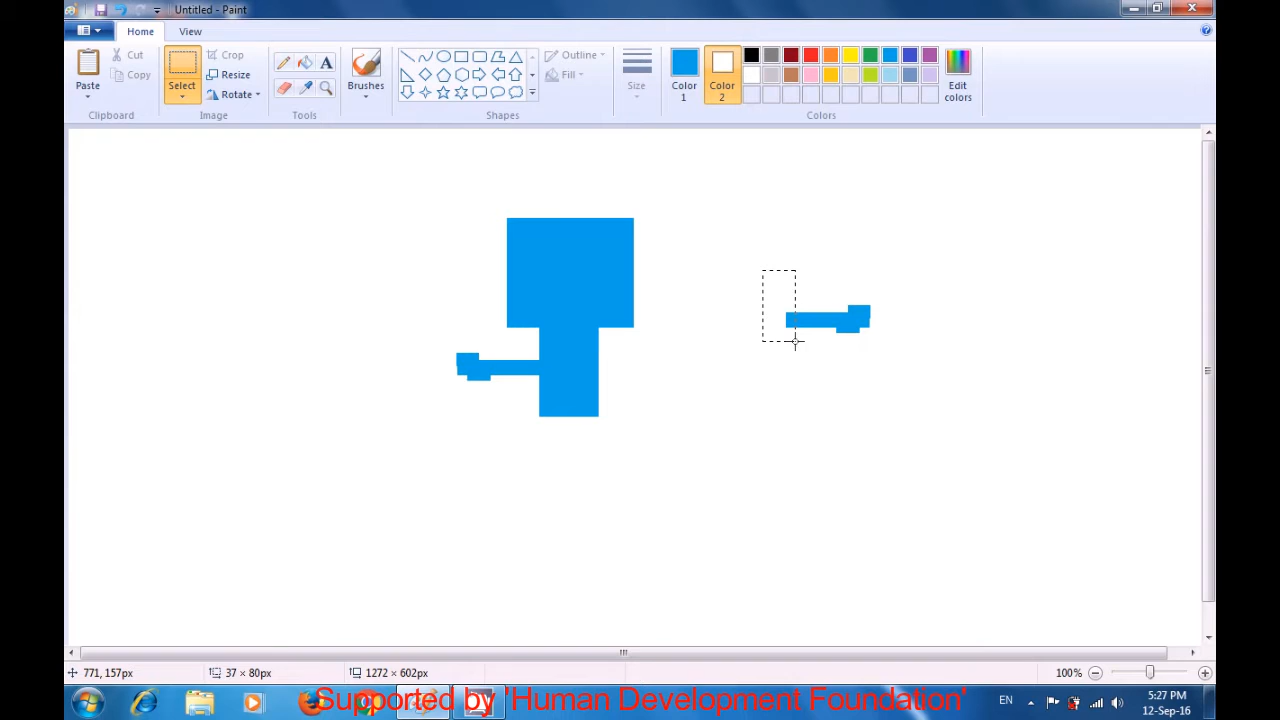 Untitled - Paint
Home
View
Paste
Cut
Copy
Clipboard
Select
Crop
Resize
Rotate
Image
A
Tools
Brushes
Shapes
Outline
Fill
Size
Color
1
Color
2
Edit
colors
Colors
771, 157px
37 × 80px
1272 × 602px
100%
Supported by 'Human Development Foundation'
EN
5:27 PM
12-Sep-16